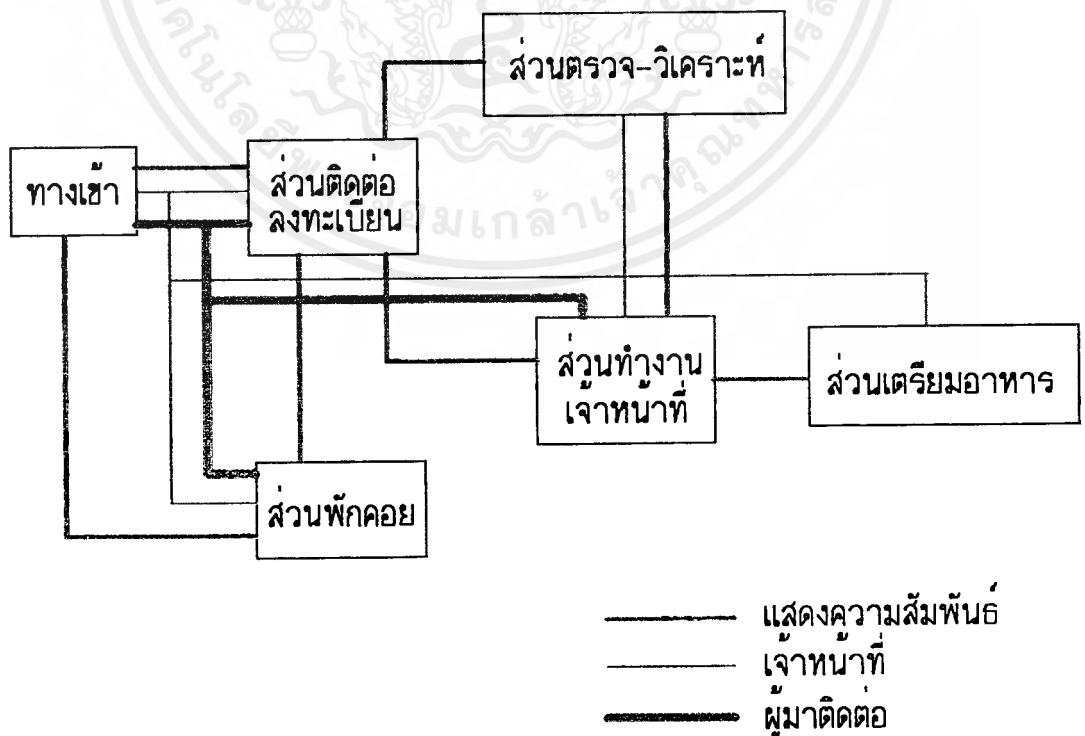 ส่วนตรวจ-วิเคราะห์
ทางเข้า
ส่วนติดต่อ
ลงทะเบียน
ส่วนทำงาน
เจ้าหน้าที่
ส่วนเตรียมอาหาร
ส่วนพักคอย
แสดงความสัมพันธ์
เจ้าหน้าที่
ผู้มาติดต่อ